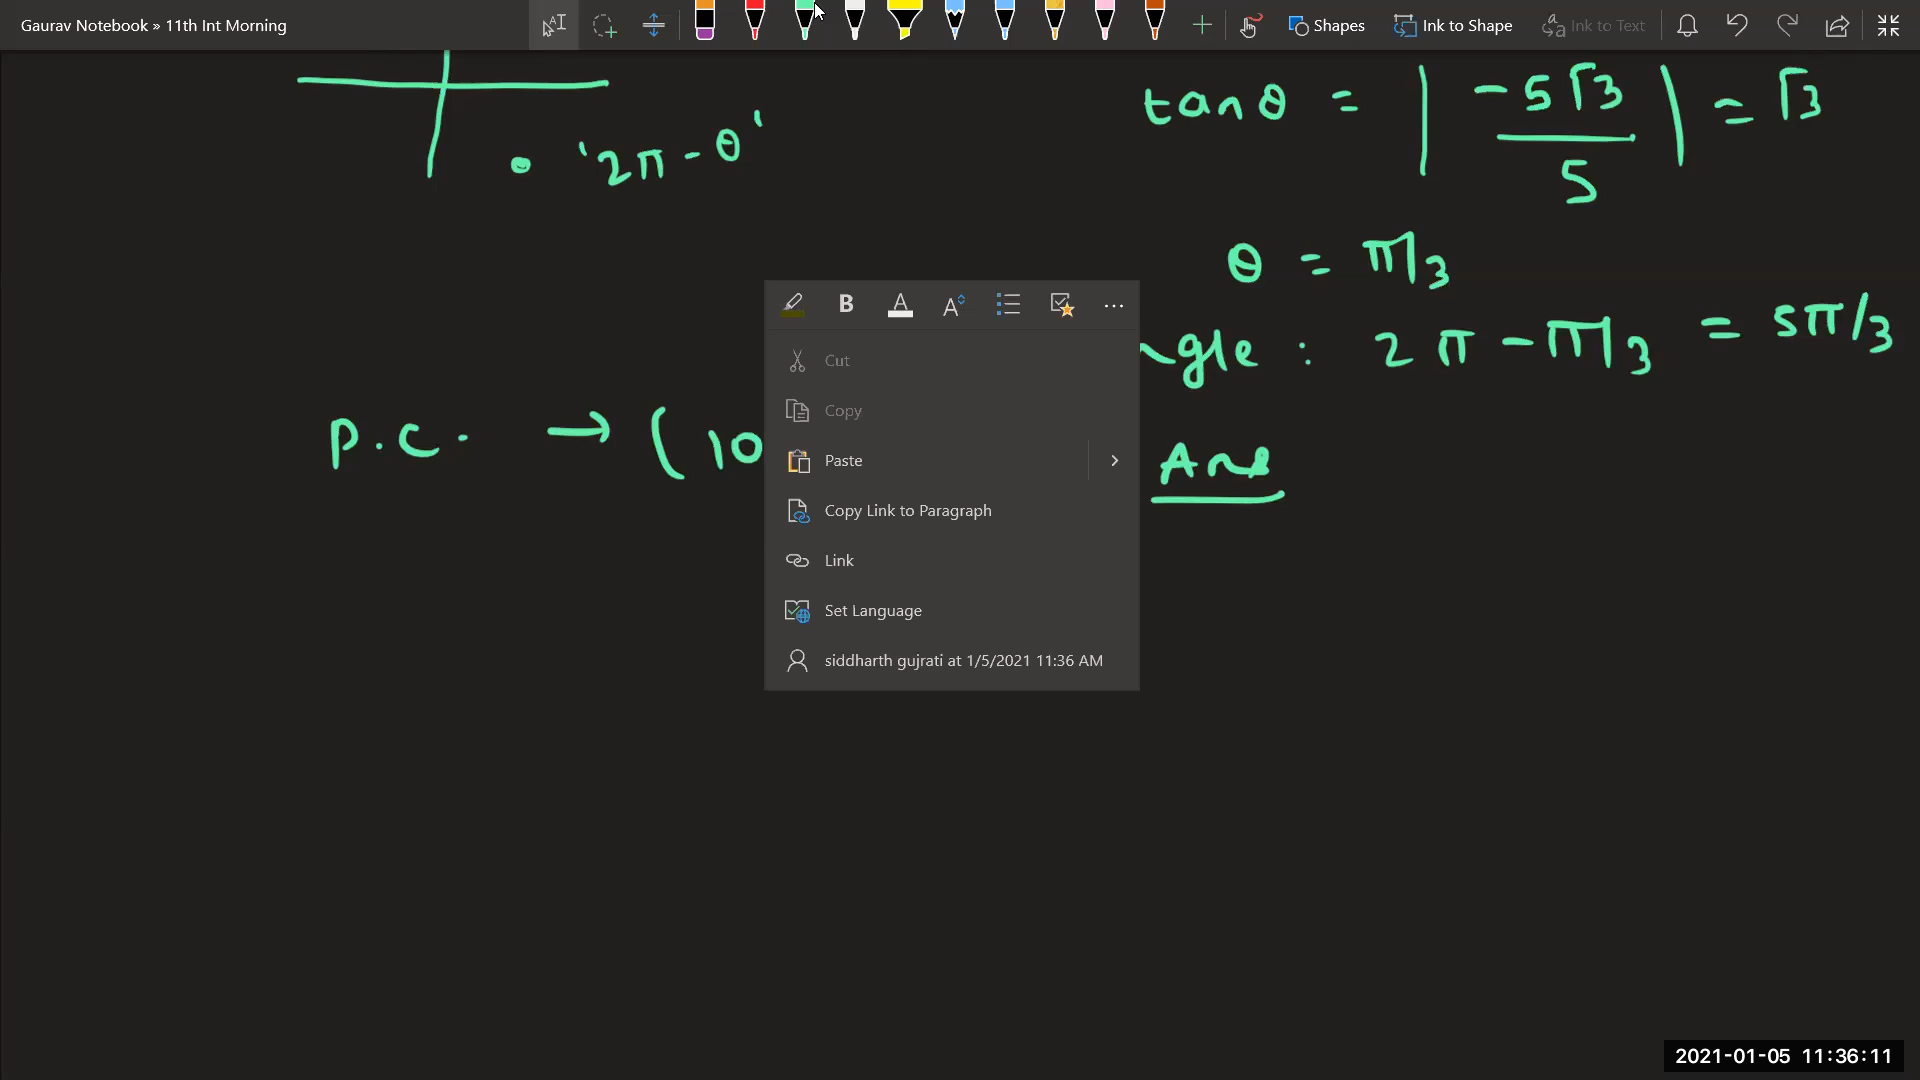 Gaurav Notebook » 11th Int Morning
Shapes
Ink to Shape
Ink to Text
tanθ = | -5√3 / 5 | = √3
'2π - θ'
θ = π/3
ngle : 2π - π/3 = 5π/3
P.C. → (10
Ans
B
A
A
Cut
Copy
Paste
Copy Link to Paragraph
Link
Set Language
siddharth gujrati at 1/5/2021 11:36 AM
2021-01-05 11:36:11